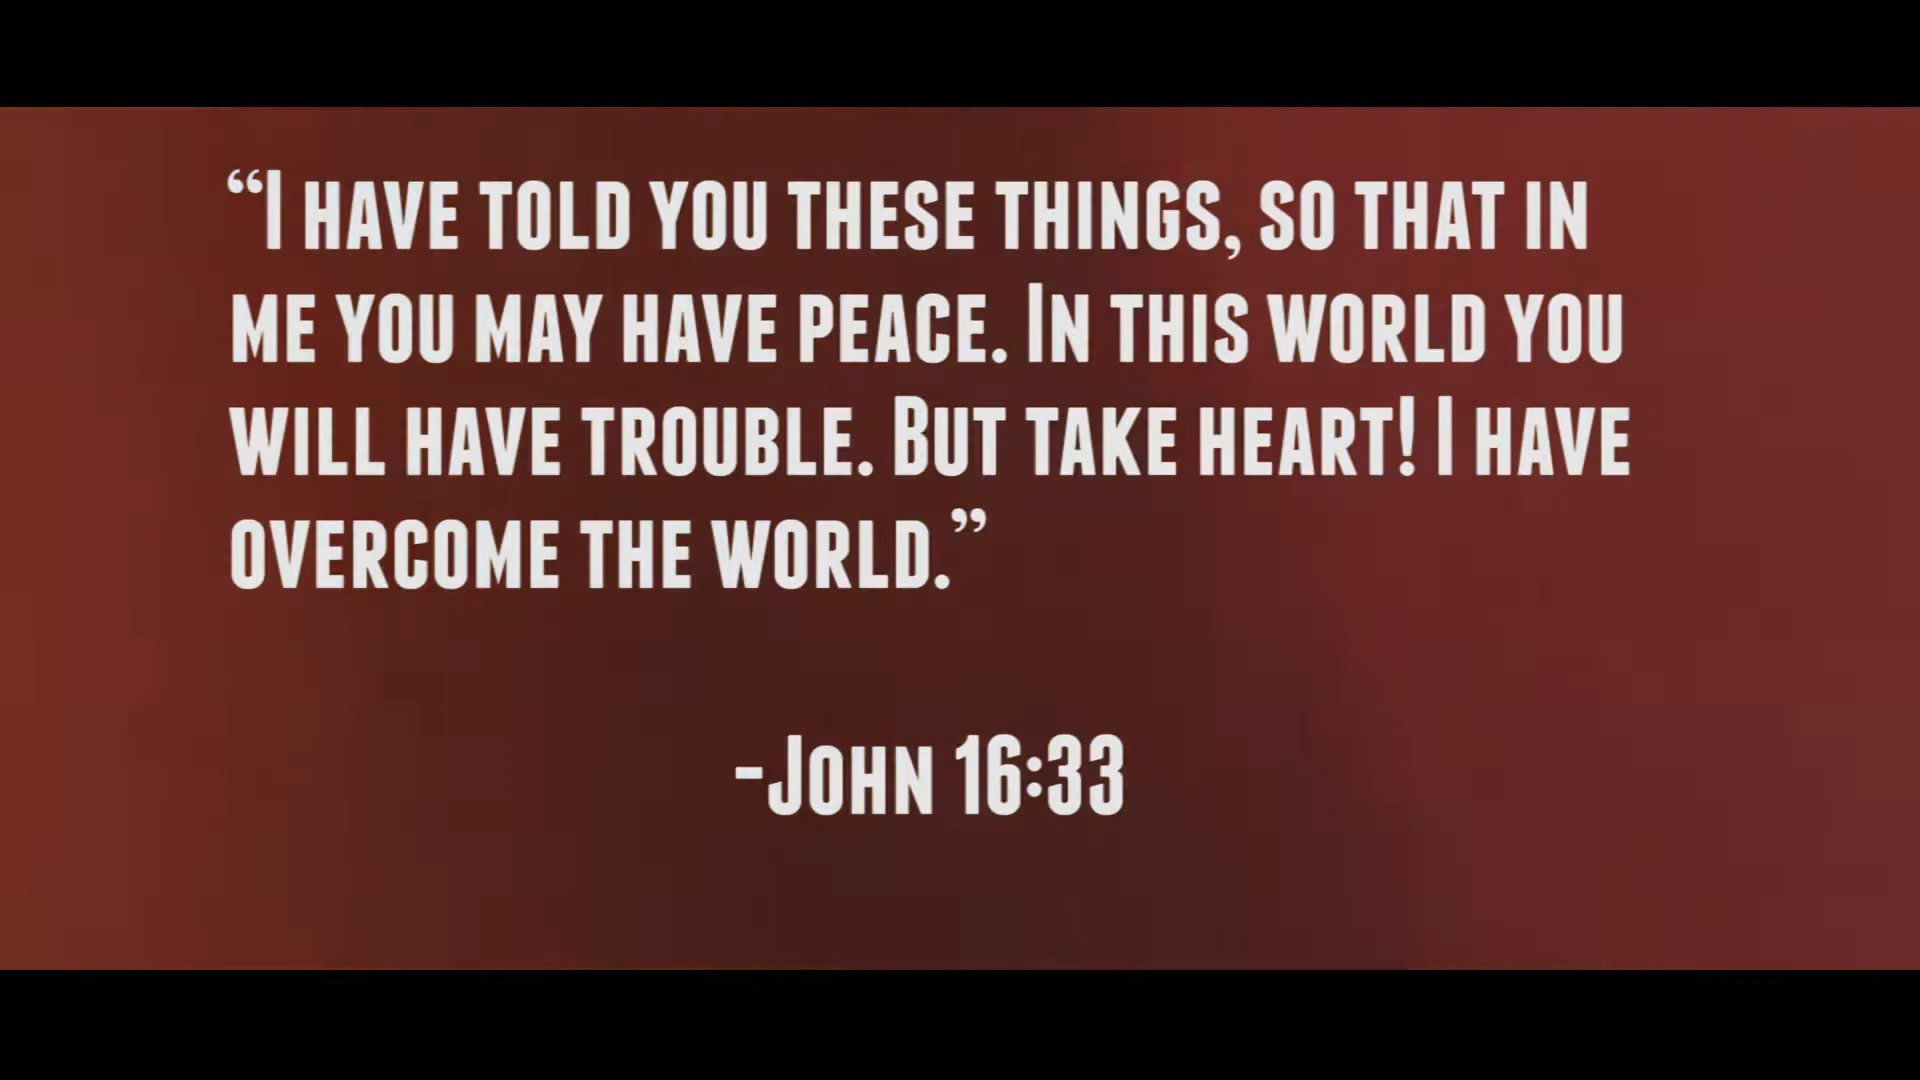 “I have told you these things, so that in
me you may have peace. In this world you
will have trouble. But take heart! I have
overcome the world.”
-John 16:33